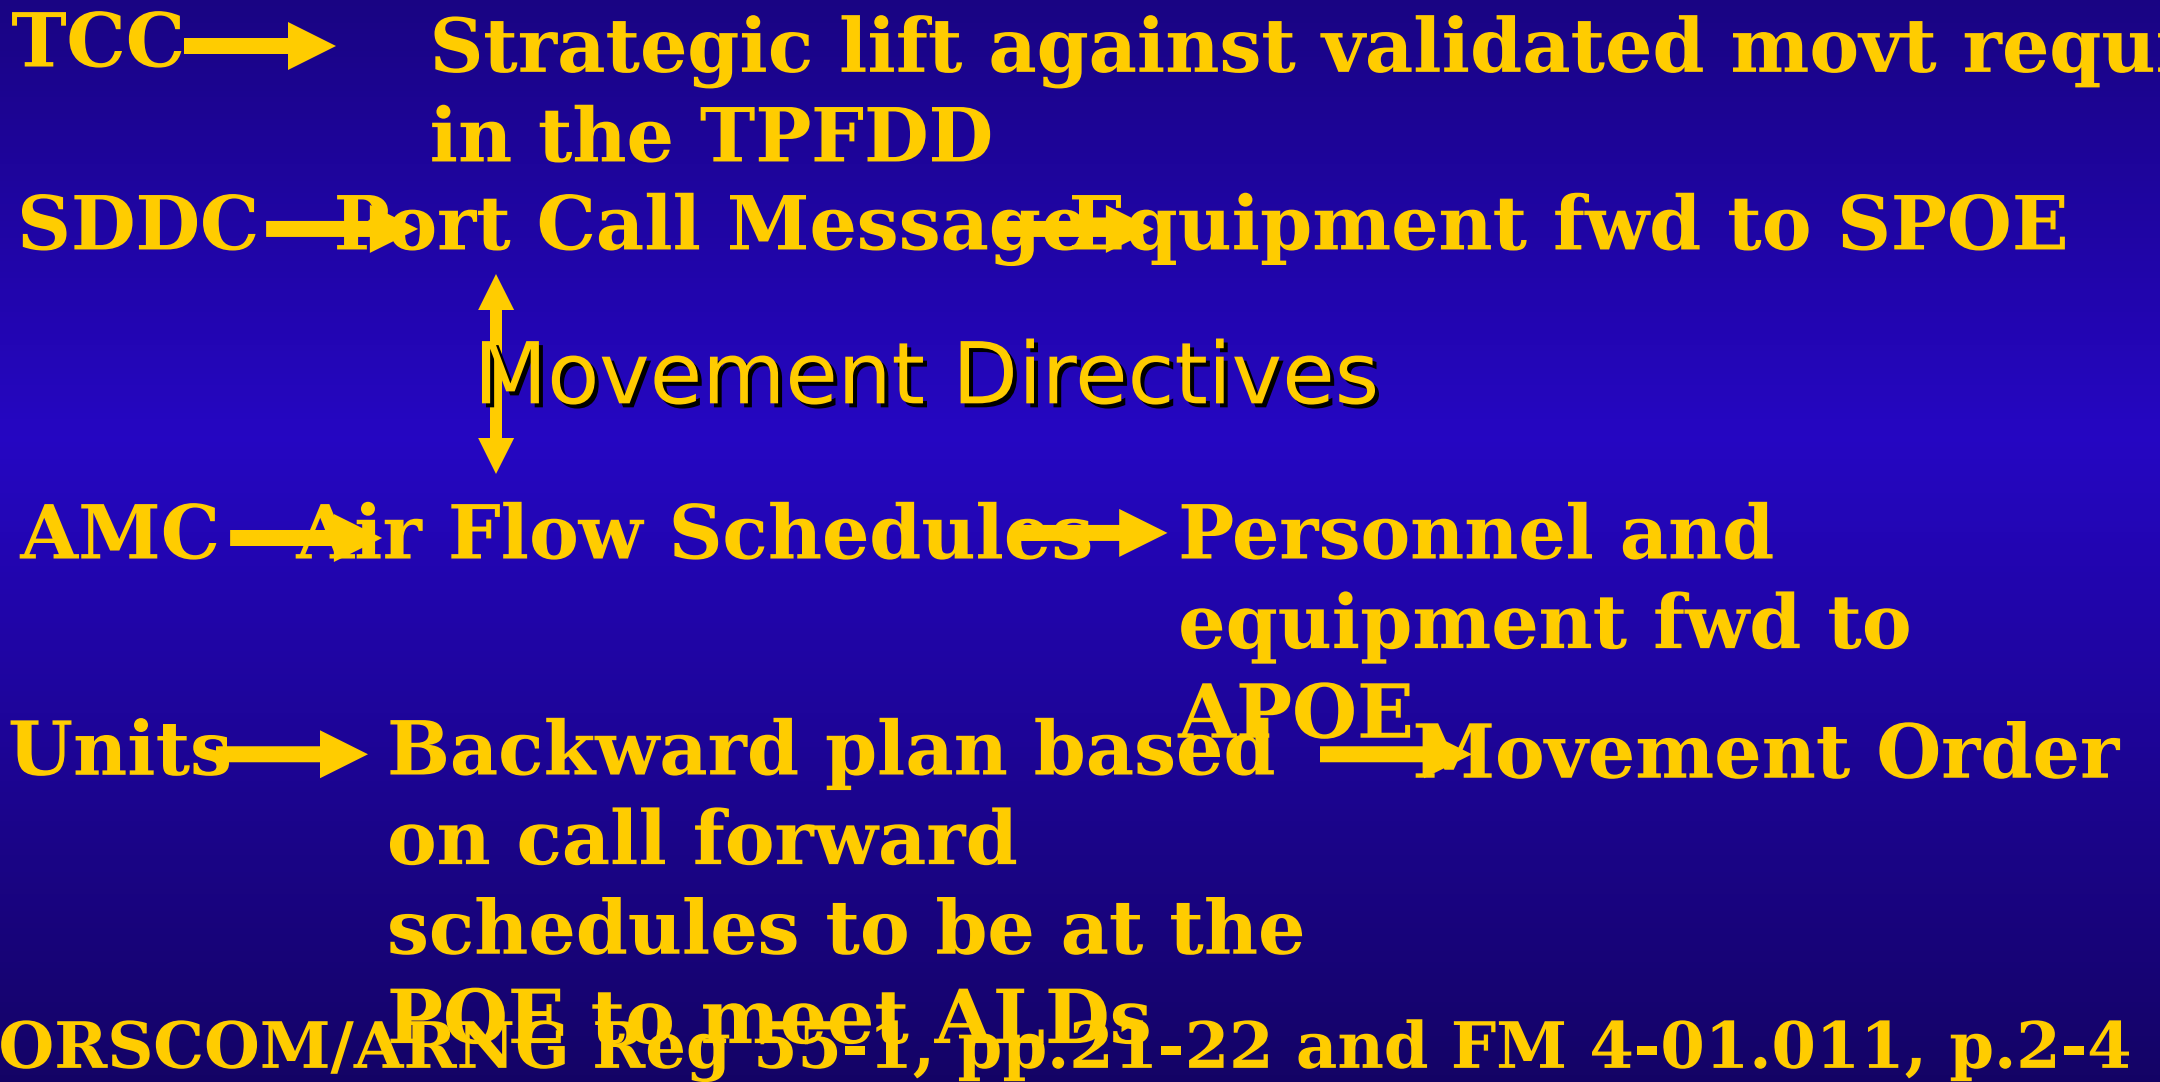 TCC
Strategic lift against validated movt
in the TPFDD
SDDC
Port Call Message
Equipment fwd to SPOE
Movement Directives
AMC
Air Flow Schedules
Personnel and
equipment fwd to
APOE
Units
Backward plan based
on call forward
schedules to be at the
POE to meet ALDs
Movement Order
ORSCOM/ARNG Reg 55-1, pp.21-22 and FM 4-01.011, p.2-4